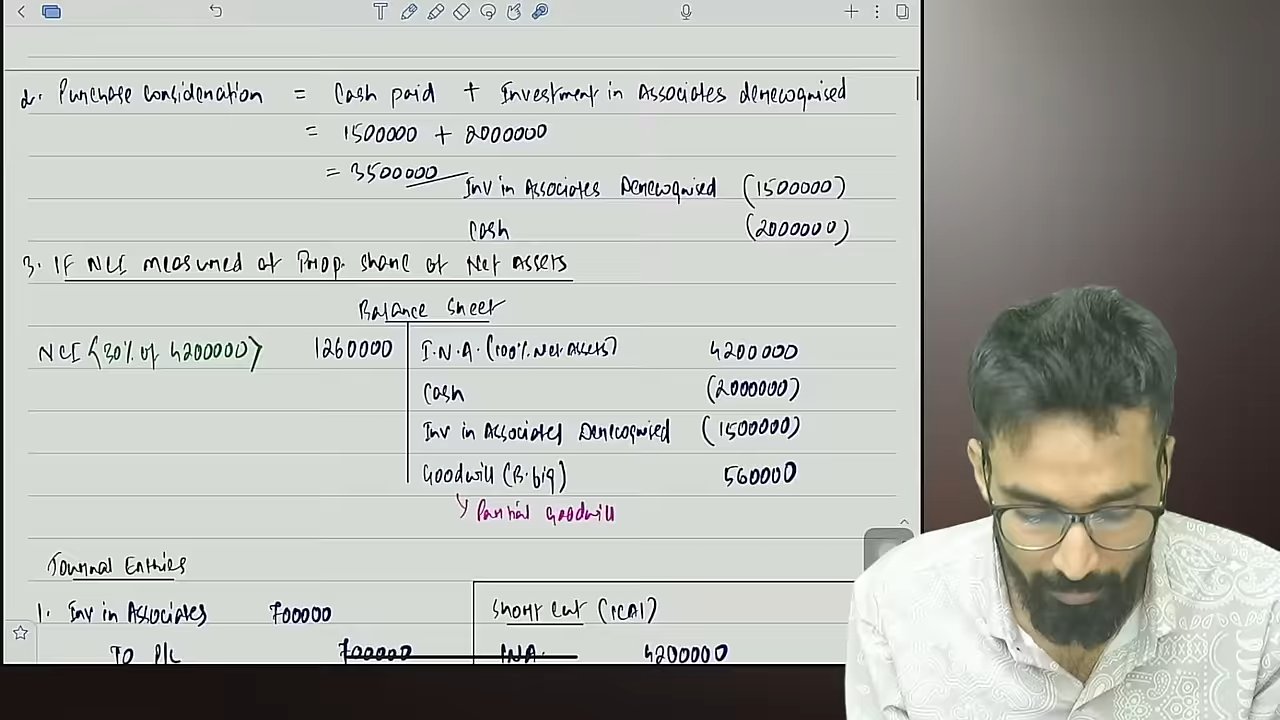 2. Purchase Consideration = Cash paid + Investment in Associates derecognised
= 1500000 + 2000000
= 3500000
Inv in Associates Derecognised (1500000)
Cash (2000000)
3. IF NCI measured at Prop. share of Net Assets
Balance Sheet
NCI {30% of 4200000} 1260000 I.N.A. (100% Net Assets) 4200000
Cash (2000000)
Inv in Associates Derecognised (1500000)
Goodwill (B.fig) 560000
Partial Goodwill
Journal Entries
1. Inv in Associates 700000 Short cut (ICAI)
TO P/L 700000 INA. 4200000